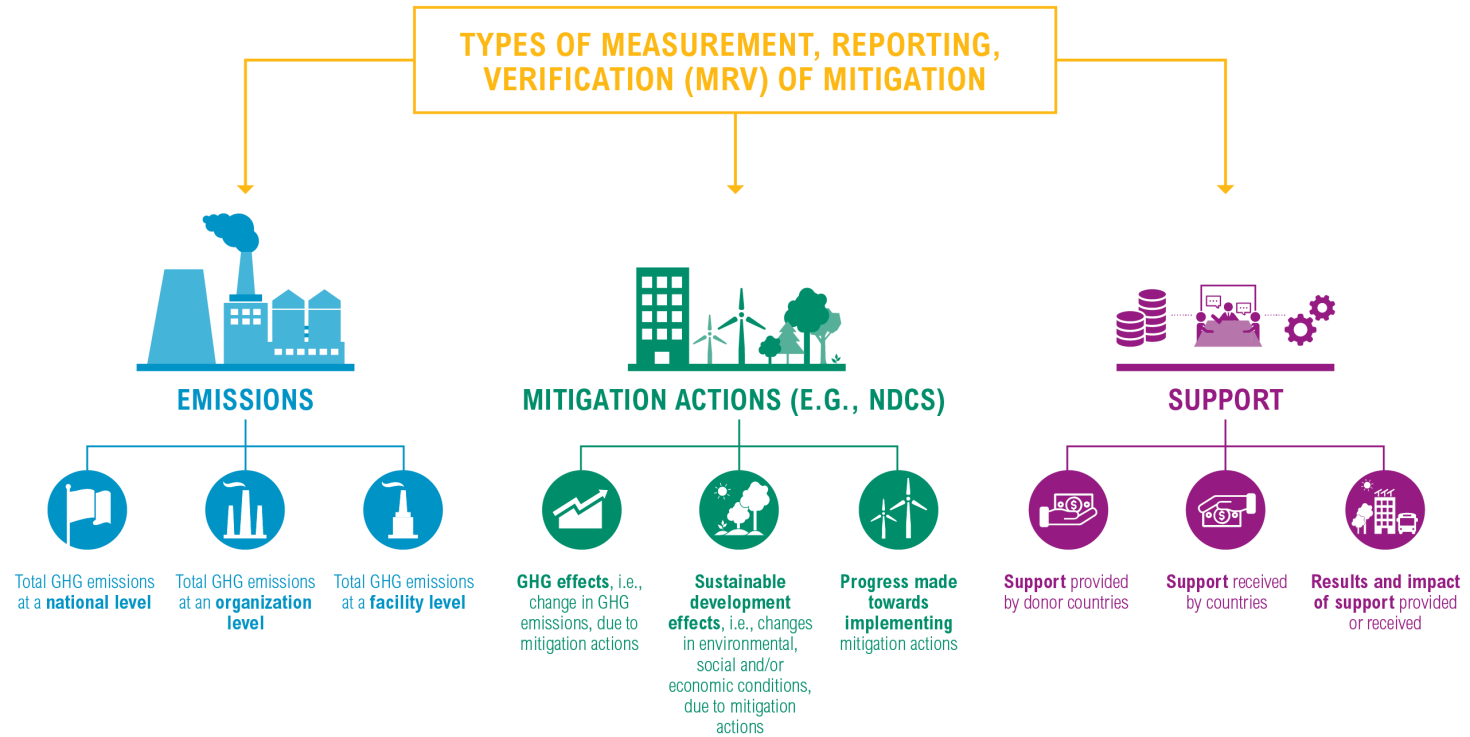 TYPES OF MEASUREMENT, REPORTING,
VERIFICATION (MRV) OF MITIGATION
EMISSIONS
Total GHG emissions
at a national level
Total GHG emissions
at an organization
level
Total GHG emissions
at a facility level
MITIGATION ACTIONS (E.G., NDCS)
GHG effects, i.e.,
change in GHG
emissions, due to
mitigation actions
Sustainable
development
effects, i.e., changes
in environmental,
social and/or
economic conditions,
due to mitigation
actions
Progress made
towards
implementing
mitigation actions
SUPPORT
$
Support provided
by donor countries
$
Support received
by countries
Results and impact
of support provided
or received